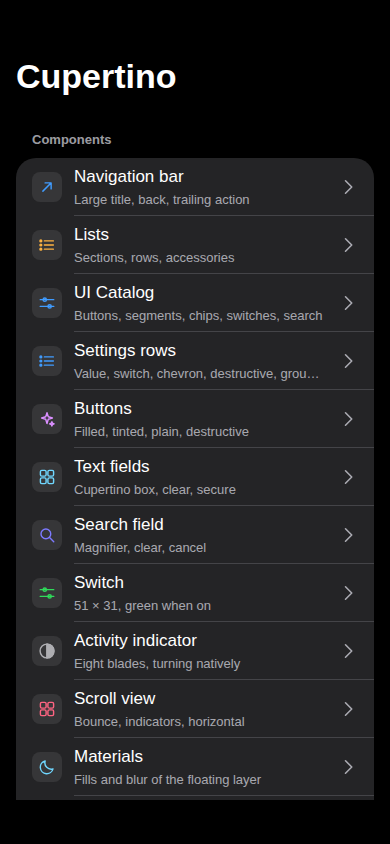 Cupertino
Components
Navigation bar
Large title, back, trailing action
Lists
Sections, rows, accessories
UI Catalog
Buttons, segments, chips, switches, search
Settings rows
Value, switch, chevron, destructive, grou…
Buttons
Filled, tinted, plain, destructive
Text fields
Cupertino box, clear, secure
Search field
Magnifier, clear, cancel
Switch
51 × 31, green when on
Activity indicator
Eight blades, turning natively
Scroll view
Bounce, indicators, horizontal
Materials
Fills and blur of the floating layer